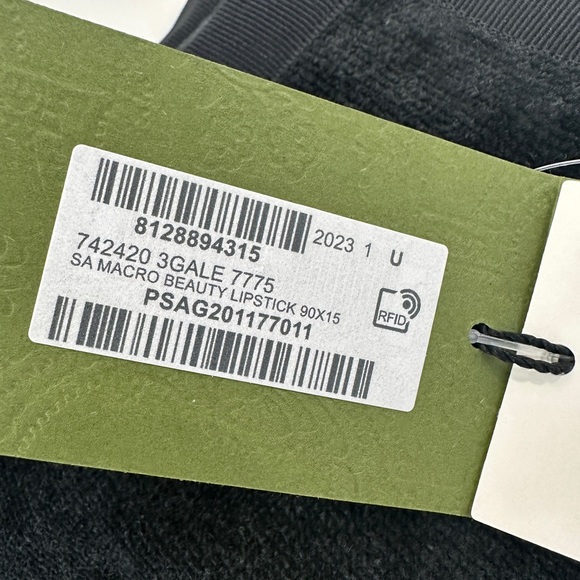 8128894315
2023 1 U
742420 3GALE 7775
SA MACRO BEAUTY LIPSTICK 90X15
PSAG201177011
RFID